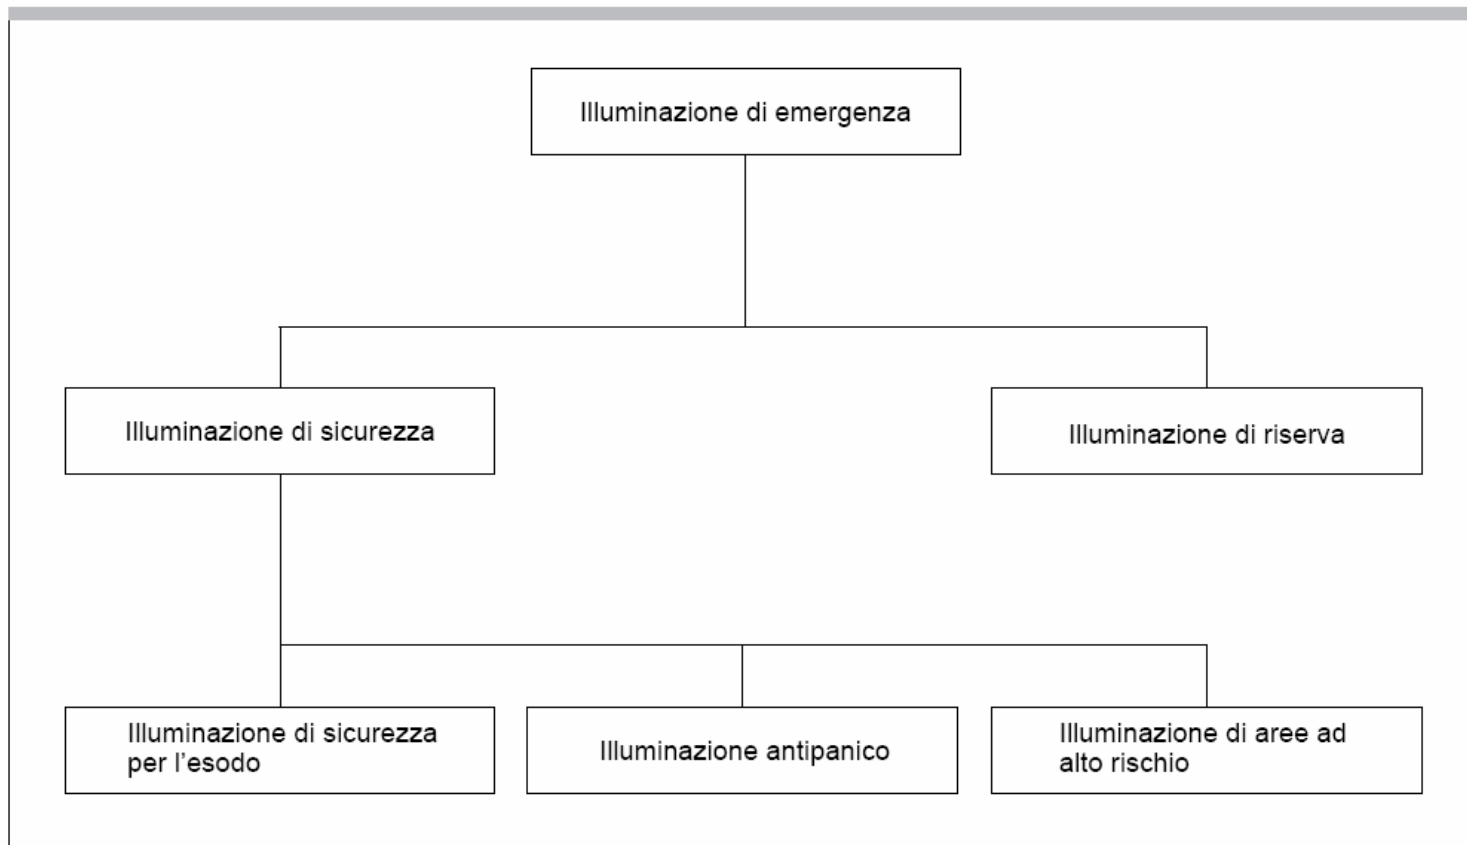 Illuminazione di emergenza
Illuminazione di sicurezza
Illuminazione di riserva
Illuminazione di sicurezza
per l'esodo
Illuminazione antipanico
Illuminazione di aree ad
alto rischio